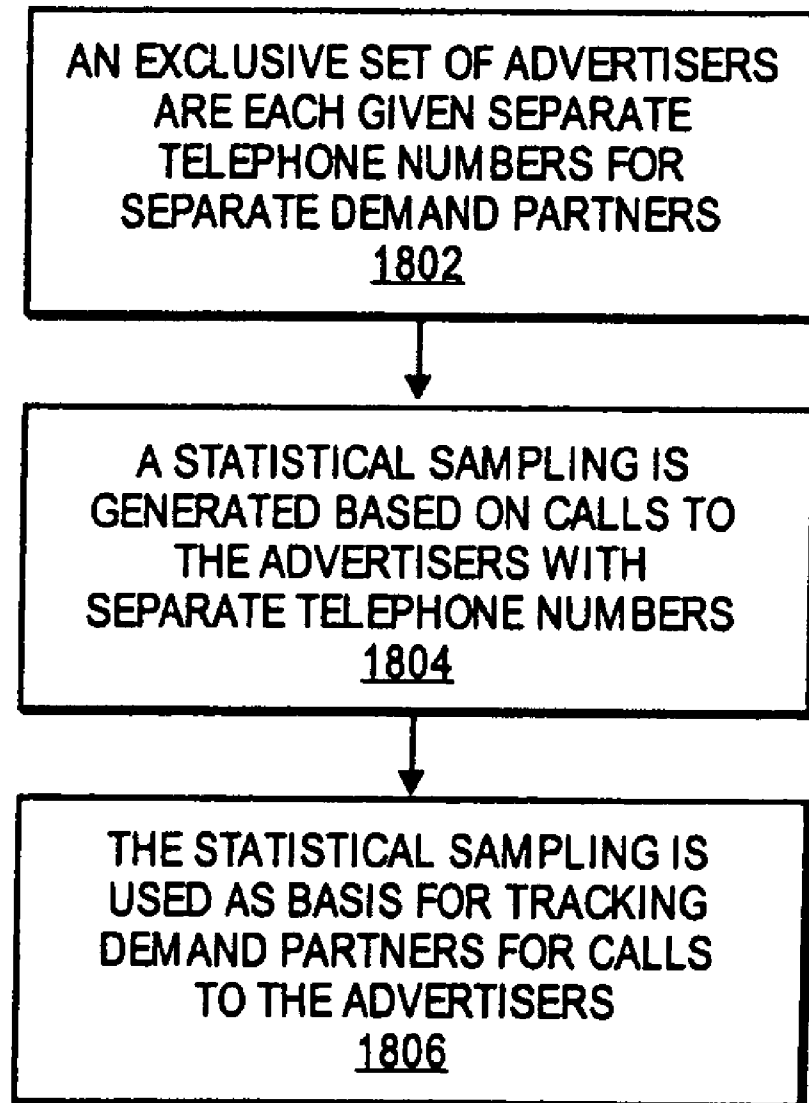 AN EXCLUSIVE SET OF ADVERTISERS
ARE EACH GIVEN SEPARATE
TELEPHONE NUMBERS FOR
SEPARATE DEMAND PARTNERS
1802
A STATISTICAL SAMPLING IS
GENERATED BASED ON CALLS TO
THE ADVERTISERS WITH
SEPARATE TELEPHONE NUMBERS
1804
THE STATISTICAL SAMPLING IS
USED AS BASIS FOR TRACKING
DEMAND PARTNERS FOR CALLS
TO THE ADVERTISERS
1806